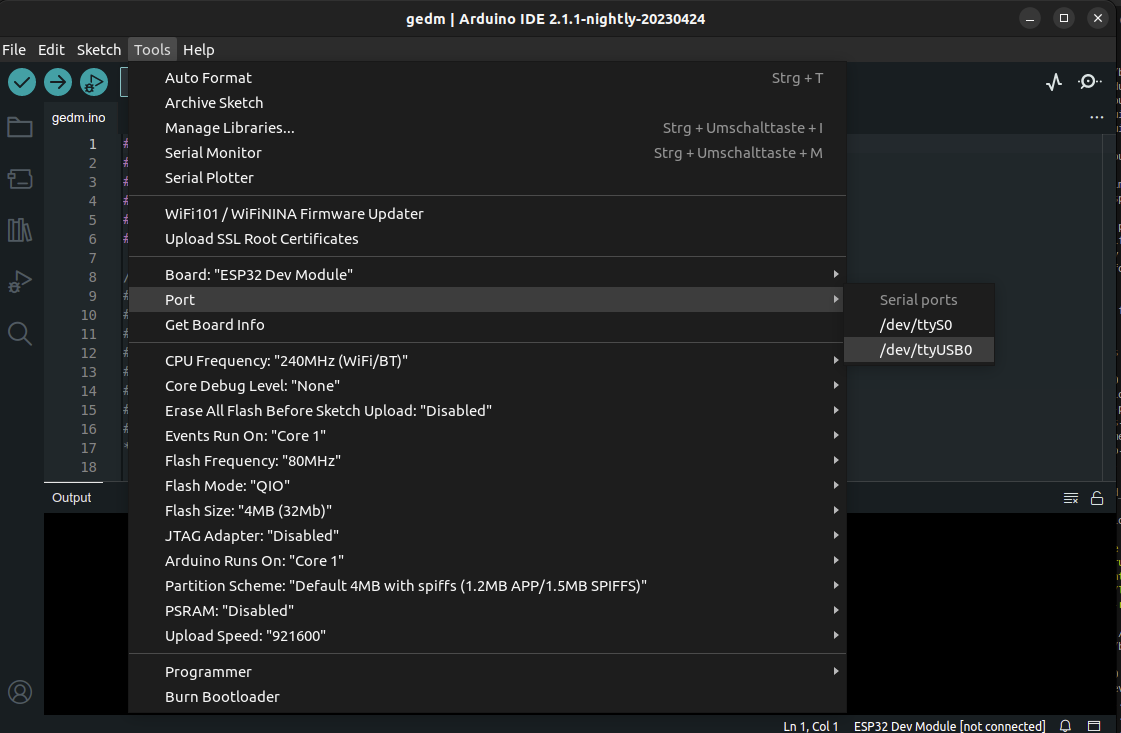 gedm | Arduino IDE 2.1.1-nightly-20230424
File Edit Sketch Tools Help
Auto Format Strg + T
Archive Sketch
Manage Libraries... Strg + Umschalttaste + I
Serial Monitor Strg + Umschalttaste + M
Serial Plotter
WiFi101 / WiFiNINA Firmware Updater
Upload SSL Root Certificates
Board: "ESP32 Dev Module"
Port
Get Board Info
CPU Frequency: "240MHz (WiFi/BT)"
Core Debug Level: "None"
Erase All Flash Before Sketch Upload: "Disabled"
Events Run On: "Core 1"
Flash Frequency: "80MHz"
Flash Mode: "QIO"
Flash Size: "4MB (32Mb)"
JTAG Adapter: "Disabled"
Arduino Runs On: "Core 1"
Partition Scheme: "Default 4MB with spiffs (1.2MB APP/1.5MB SPIFFS)"
PSRAM: "Disabled"
Upload Speed: "921600"
Programmer
Burn Bootloader
Serial ports
/dev/ttyS0
/dev/ttyUSB0
gedm.ino
1 #
2 #
3 #
4 #
5 #
6 #
7
8 /
9 #
10 #
11 #
12 #
13 #
14 #
15 #
16 #
17 *
18
Output
Ln 1, Col 1 ESP32 Dev Module [not connected]